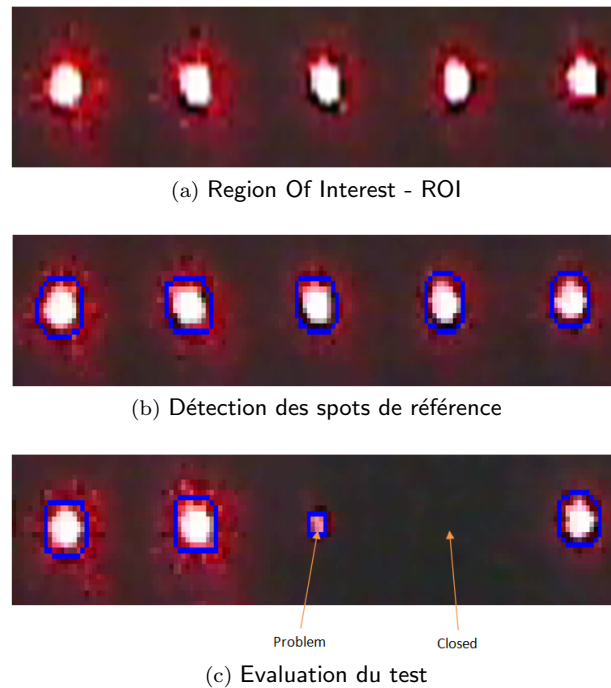 (a) Region Of Interest - ROI
(b) Détection des spots de référence
Problem
Closed
(c) Evaluation du test